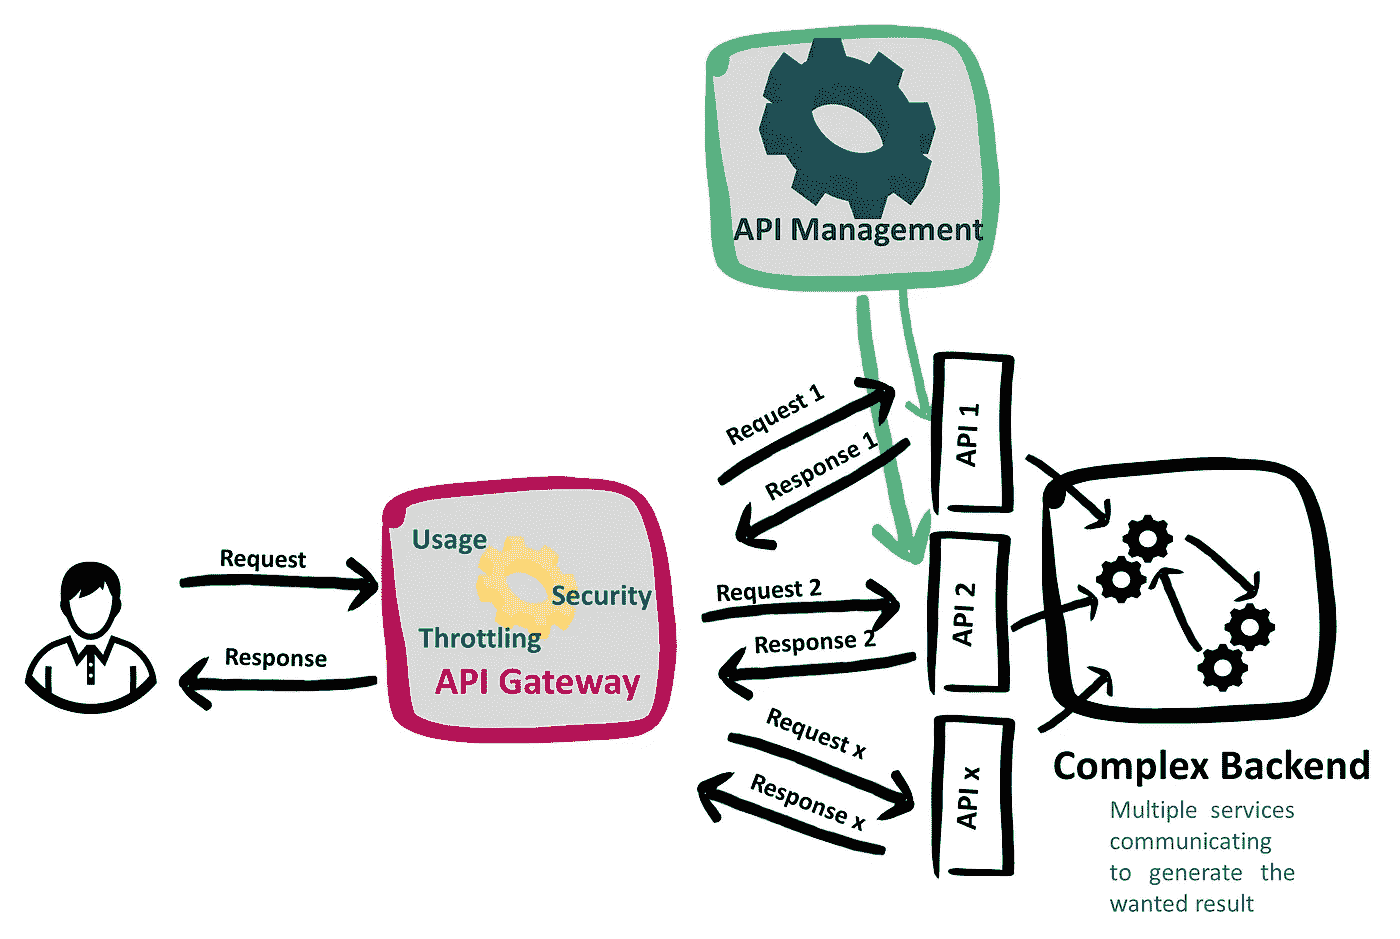 API Management
Request 1
Response 1
API 1
Usage
Security
Throttling
API Gateway
Request
Response
Request 2
Response 2
API 2
Request x
Response x
API x
Complex Backend
Multiple services
communicating
to generate the
wanted result